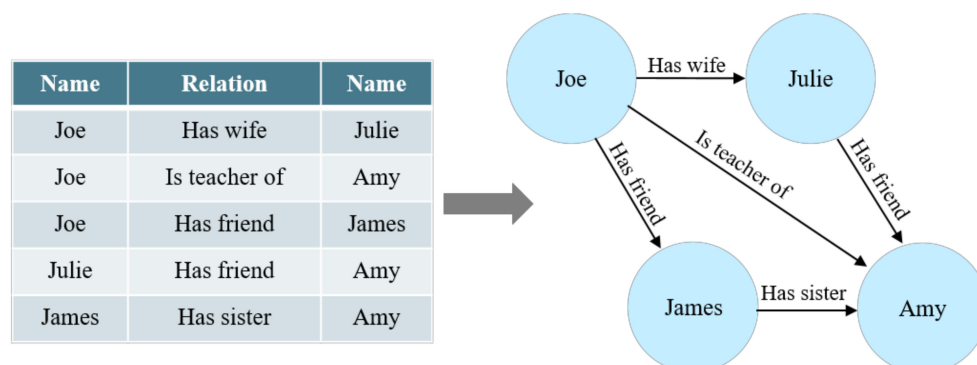 Name Relation Name
Joe Has wife Julie
Joe Is teacher of Amy
Joe Has friend James
Julie Has friend Amy
James Has sister Amy
Joe
Has wife
Julie
Has friend
Is teacher of
Has friend
James
Has sister
Amy